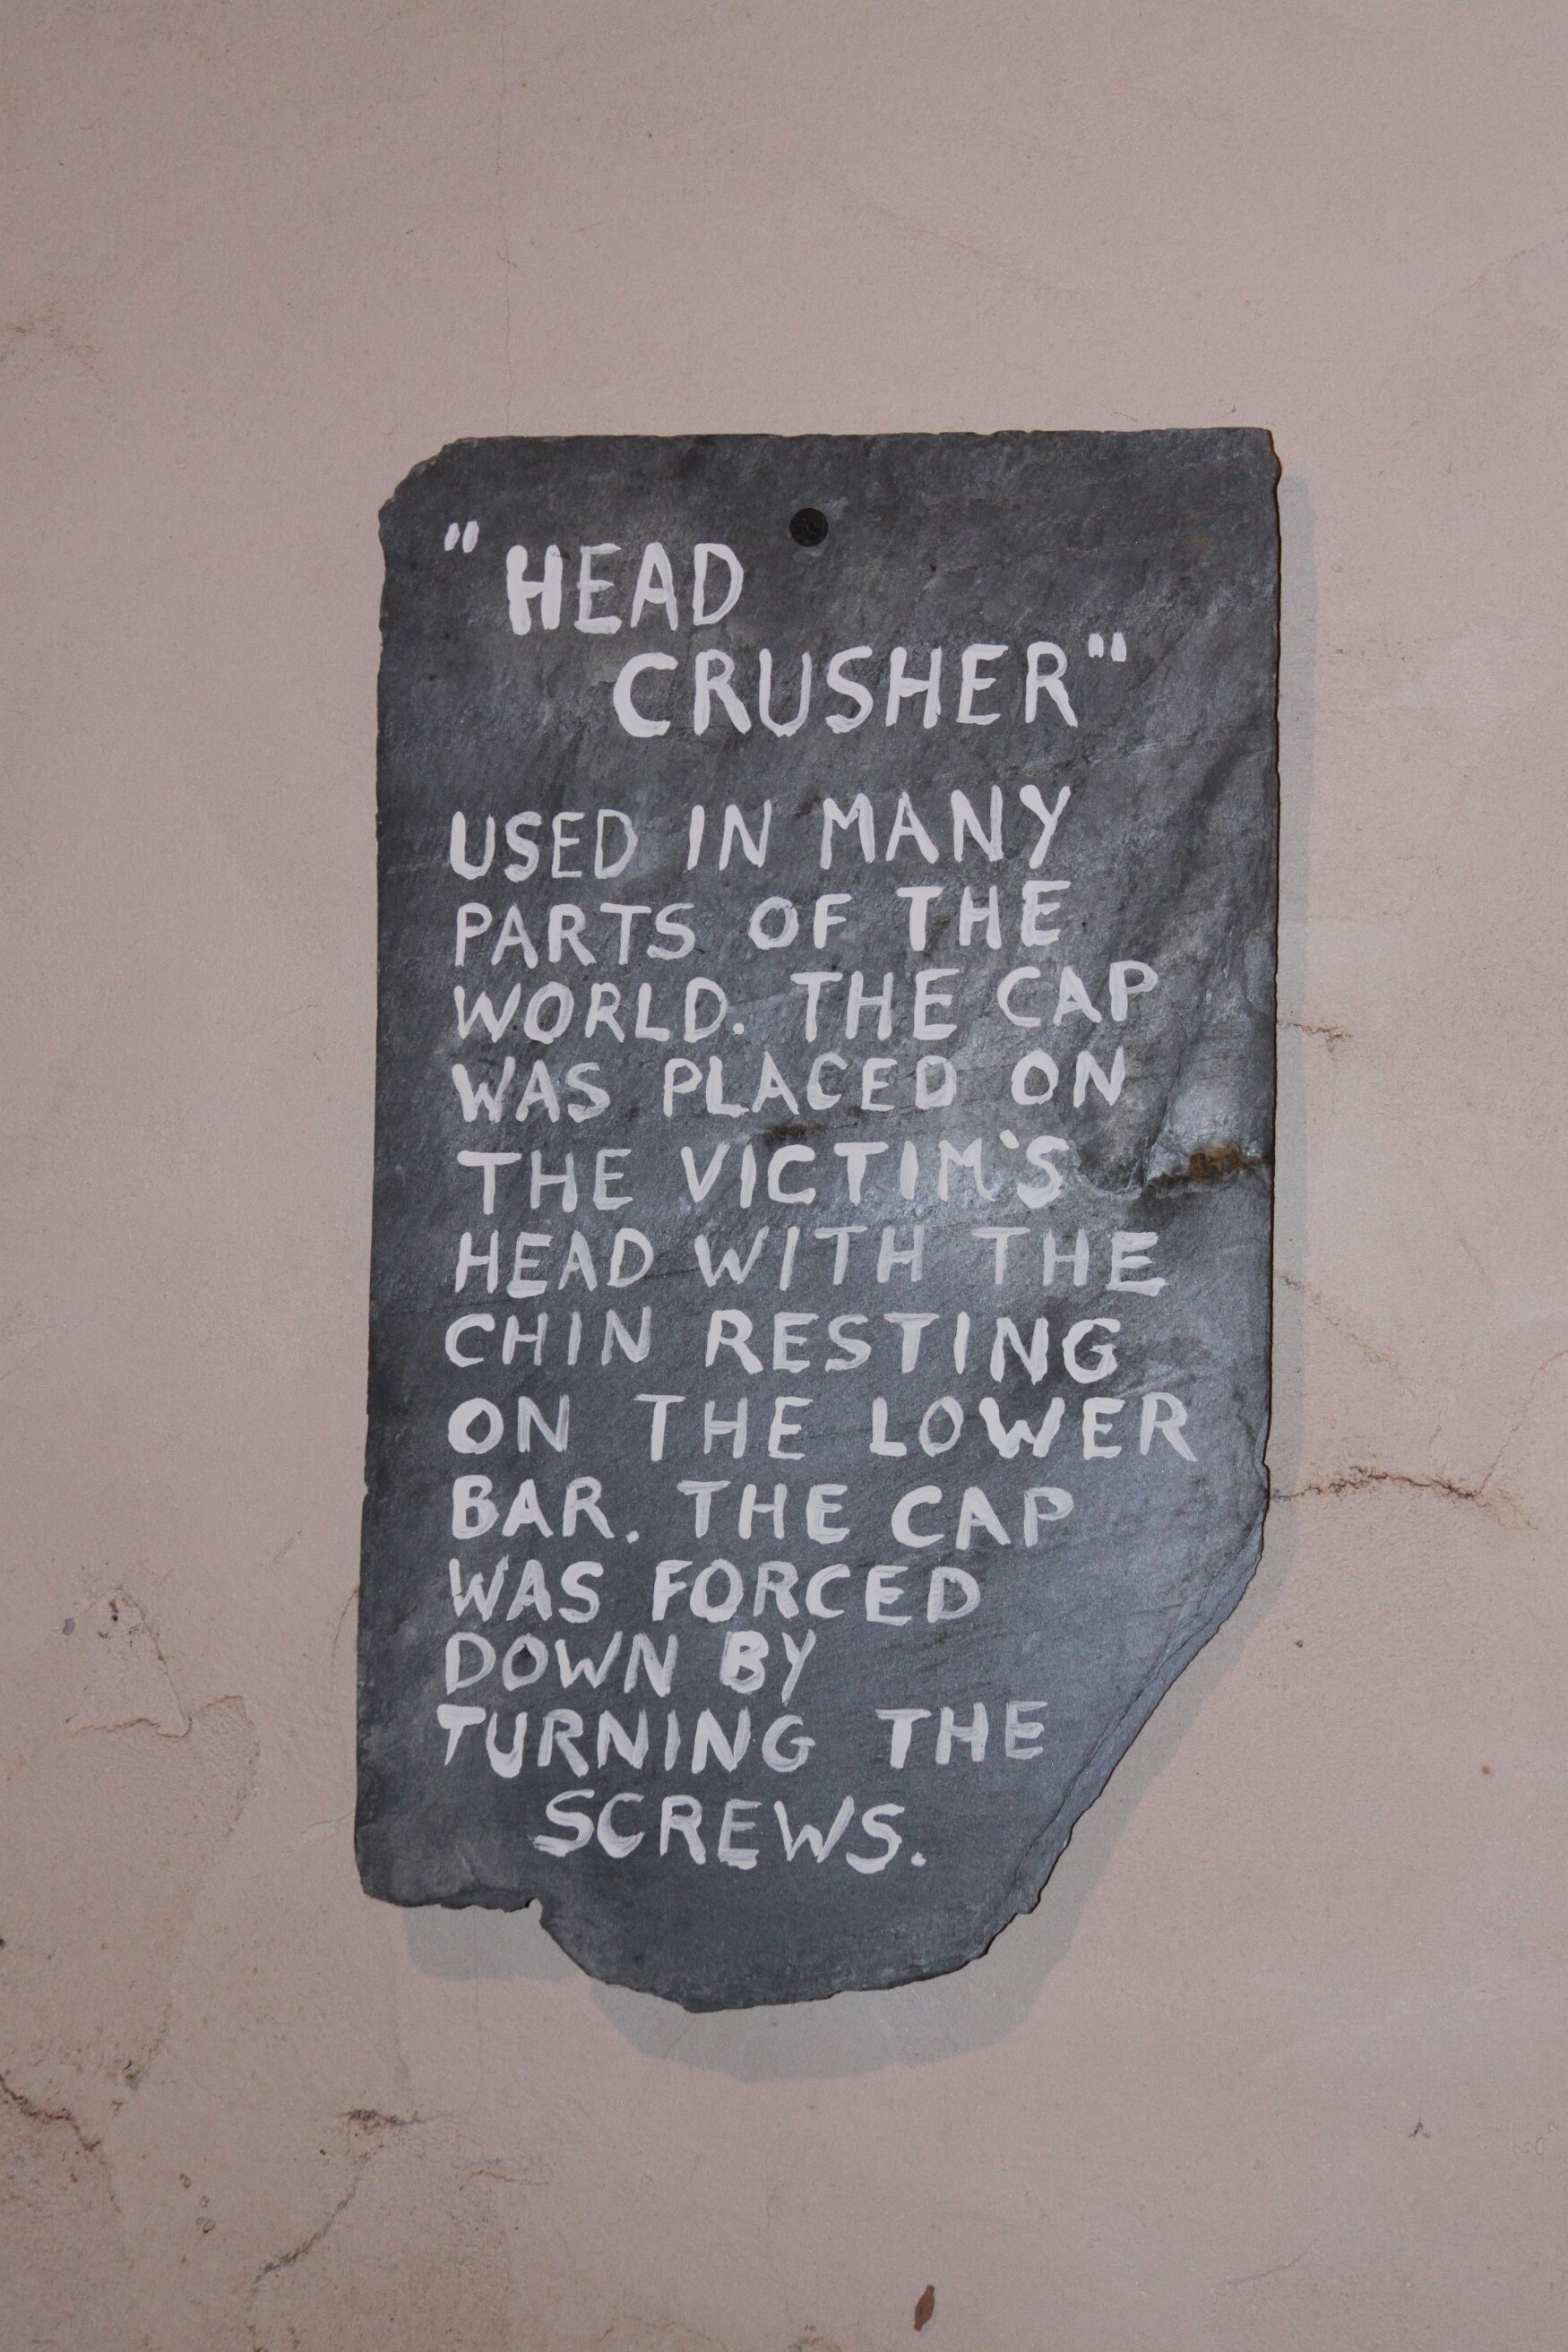 "HEAD
CRUSHER"
USED IN MANY
PARTS OF THE
WORLD. THE CAP
WAS PLACED ON
THE VICTIM'S
HEAD WITH THE
CHIN RESTING
ON THE LOWER
BAR. THE CAP
WAS FORCED
DOWN BY
TURNING THE
SCREWS.